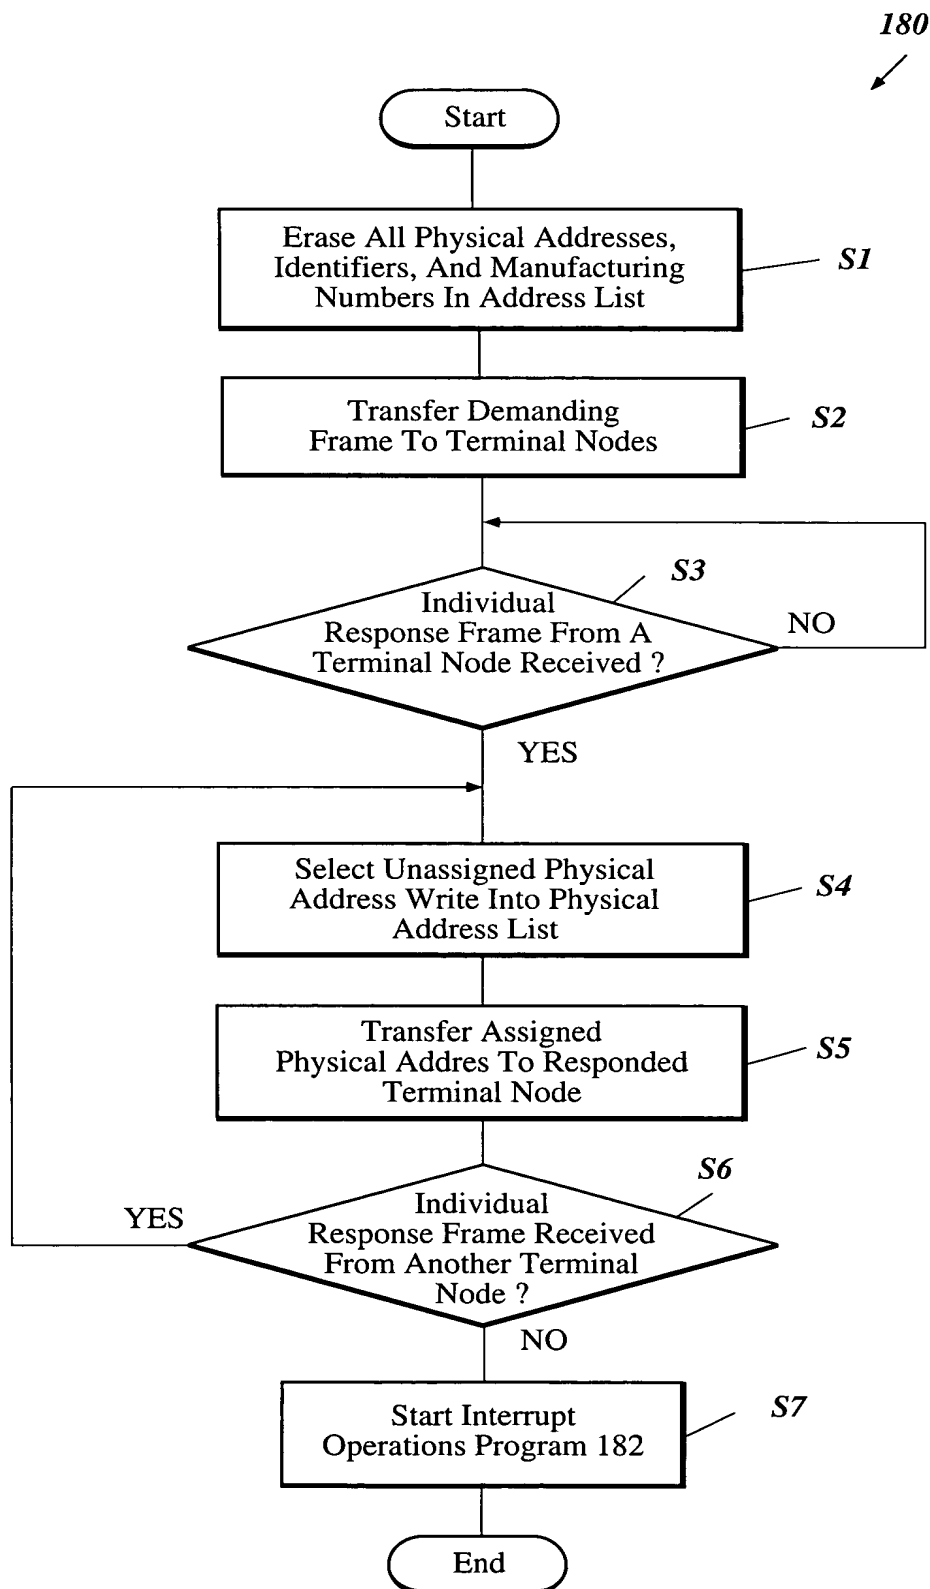 180
Start
Erase All Physical Addresses,
Identifiers, And Manufacturing
Numbers In Address List
S1
Transfer Demanding
Frame To Terminal Nodes
S2
S3
Individual
Response Frame From A
Terminal Node Received ?
NO
YES
Select Unassigned Physical
Address Write Into Physical
Address List
S4
Transfer Assigned
Physical Addres To Responded
Terminal Node
S5
S6
Individual
Response Frame Received
From Another Terminal
Node ?
YES
NO
Start Interrupt
Operations Program 182
S7
End